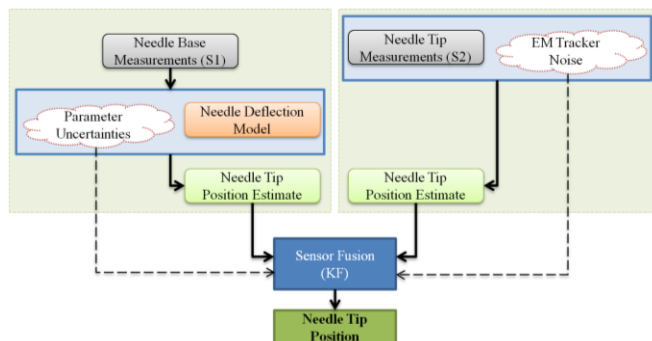 Needle Base
Measurements (S1)
Parameter
Uncertainties
Needle Deflection
Model
Needle Tip
Position Estimate
Needle Tip
Measurements (S2)
EM Tracker
Noise
Needle Tip
Position Estimate
Sensor Fusion
(KF)
Needle Tip
Position